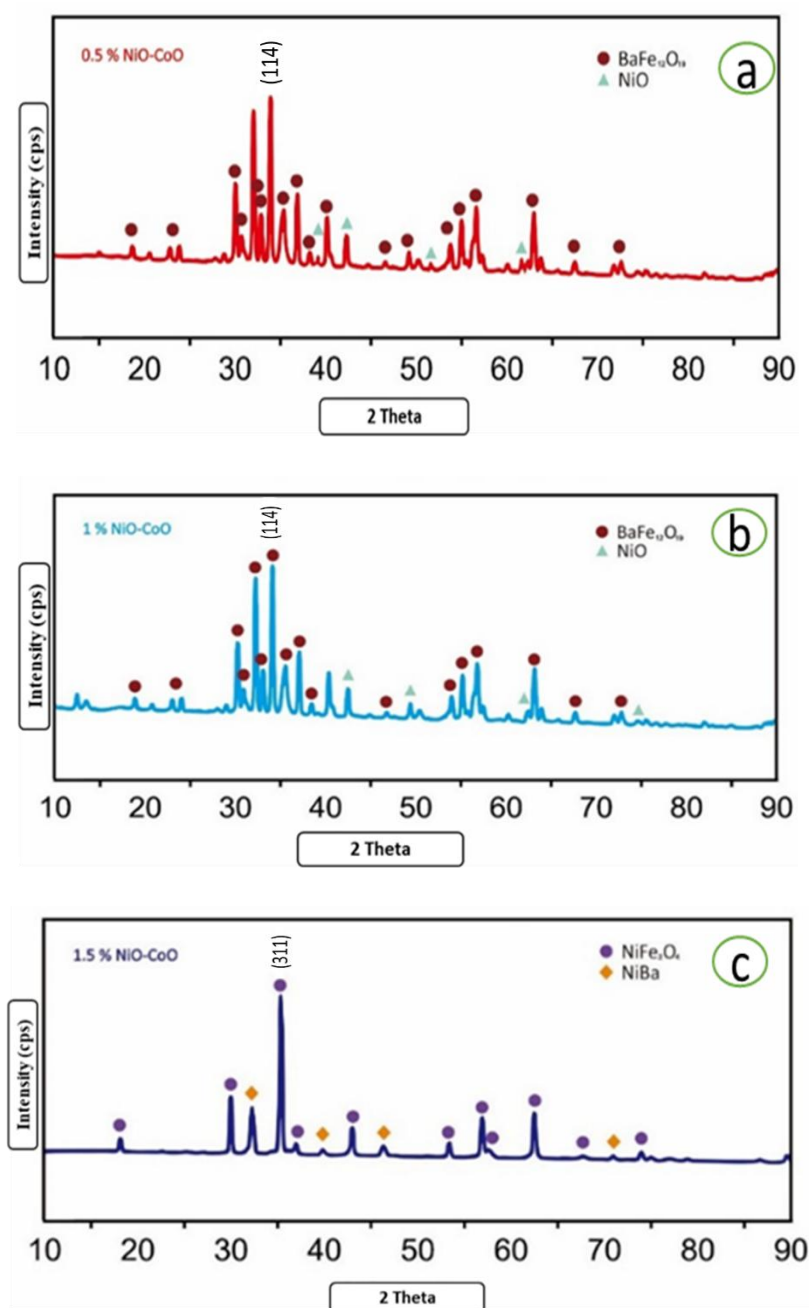 (114)
0.5 % NiO-CoO
BaFe₁₂O₁₉
NiO
a
Intensity (cps)
10 20 30 40 50 60 70 80 90
2 Theta
(114)
1 % NiO-CoO
BaFe₁₂O₁₉
NiO
b
Intensity (cps)
10 20 30 40 50 60 70 80 90
2 Theta
(311)
1.5 % NiO-CoO
NiFe₂O₄
NiBa
c
Intensity (cps)
10 20 30 40 50 60 70 80 90
2 Theta